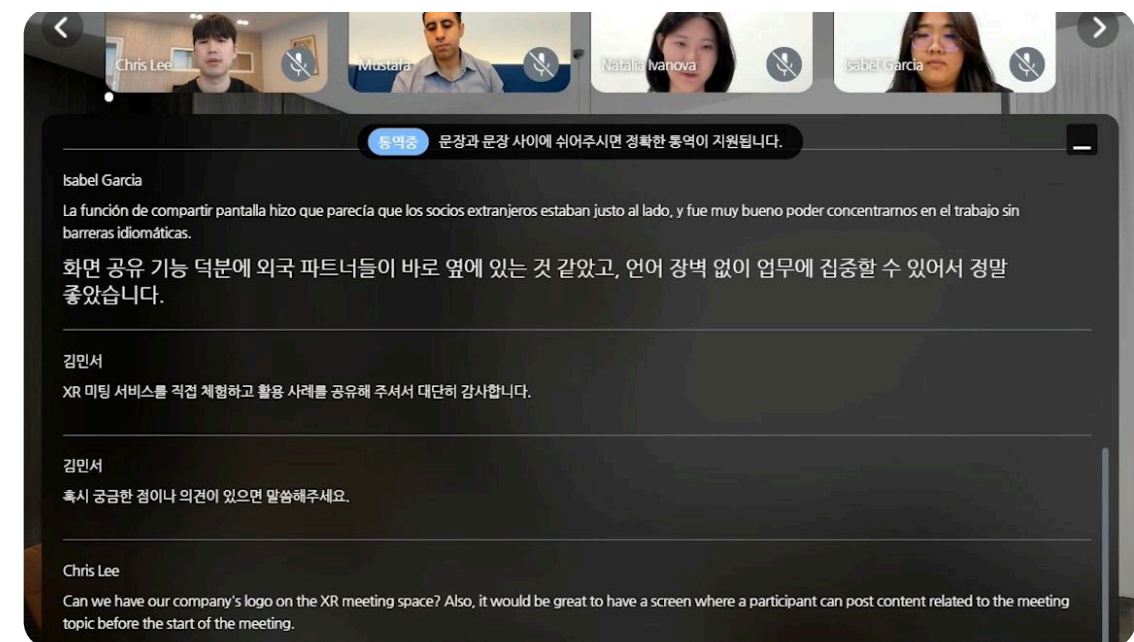 Chris Lee
Mustafa
Natalia Ivanova
Isabel Garcia
통역중 문장과 문장 사이에 쉬어주시면 정확한 통역이 지원됩니다.
Isabel Garcia
La función de compartir pantalla hizo que parecía que los socios extranjeros estaban justo al lado, y fue muy bueno poder concentrarnos en el trabajo sin
barreras idiomáticas.
화면 공유 기능 덕분에 외국 파트너들이 바로 옆에 있는 것 같았고, 언어 장벽 없이 업무에 집중할 수 있어서 정말
좋았습니다.
김민서
XR 미팅 서비스를 직접 체험하고 활용 사례를 공유해 주셔서 대단히 감사합니다.
김민서
혹시 궁금한 점이나 의견이 있으면 말씀해주세요.
Chris Lee
Can we have our company's logo on the XR meeting space? Also, it would be great to have a screen where a participant can post content related to the meeting
topic before the start of the meeting.